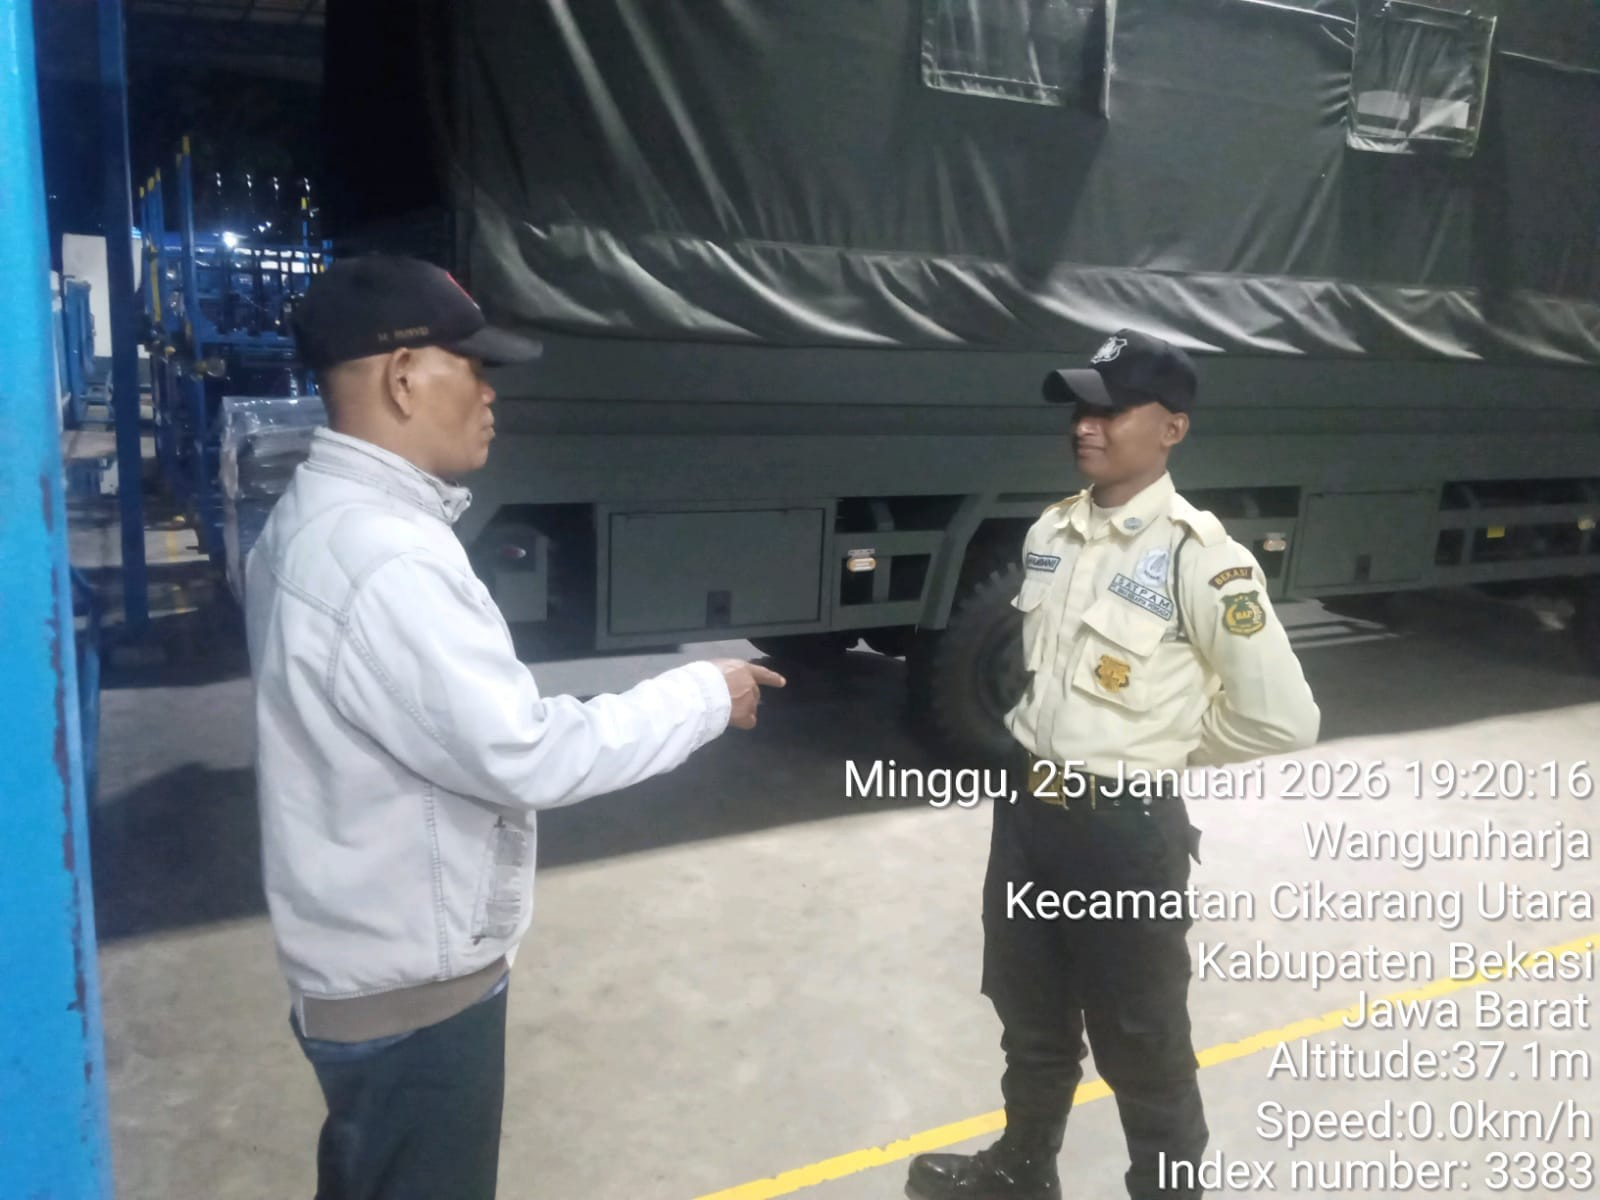 BEKASI
SATPAM
Minggu, 25 Januari 2026 19:20:16
Wangunharja
Kecamatan Cikarang Utara
Kabupaten Bekasi
Jawa Barat
Altitude:37.1m
Speed:0.0km/h
Index number: 3383